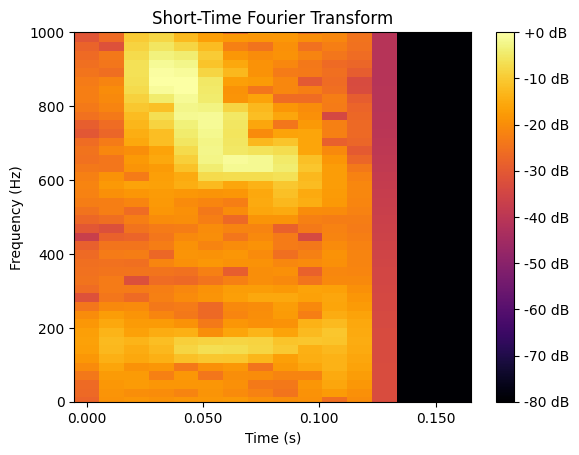 Short-Time Fourier Transform
1000
800
600
400
200
0
Frequency (Hz)
0.000
0.050
0.100
0.150
Time (s)
+0 dB
-10 dB
-20 dB
-30 dB
-40 dB
-50 dB
-60 dB
-70 dB
-80 dB